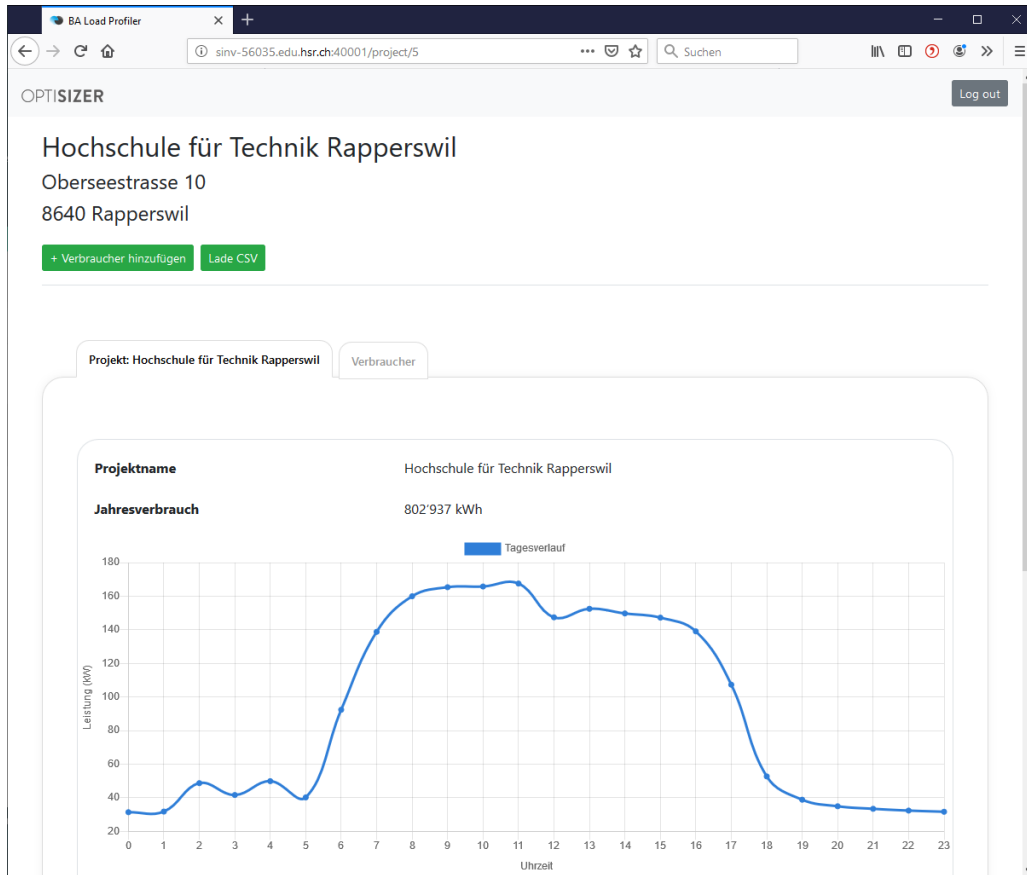 BA Load Profiler
sinv-56035.edu.hsr.ch:40001/project/5
Suchen
OPTISIZER
Log out
Hochschule für Technik Rapperswil
Oberseestrasse 10
8640 Rapperswil
+ Verbraucher hinzufügen
Lade CSV
Projekt: Hochschule für Technik Rapperswil
Verbraucher
Projektname Hochschule für Technik Rapperswil
Jahresverbrauch 802'937 kWh
Tagesverlauf
180
160
140
120
100
80
60
40
20
Leistung (kW)
0 1 2 3 4 5 6 7 8 9 10 11 12 13 14 15 16 17 18 19 20 21 22 23
Uhrzeit